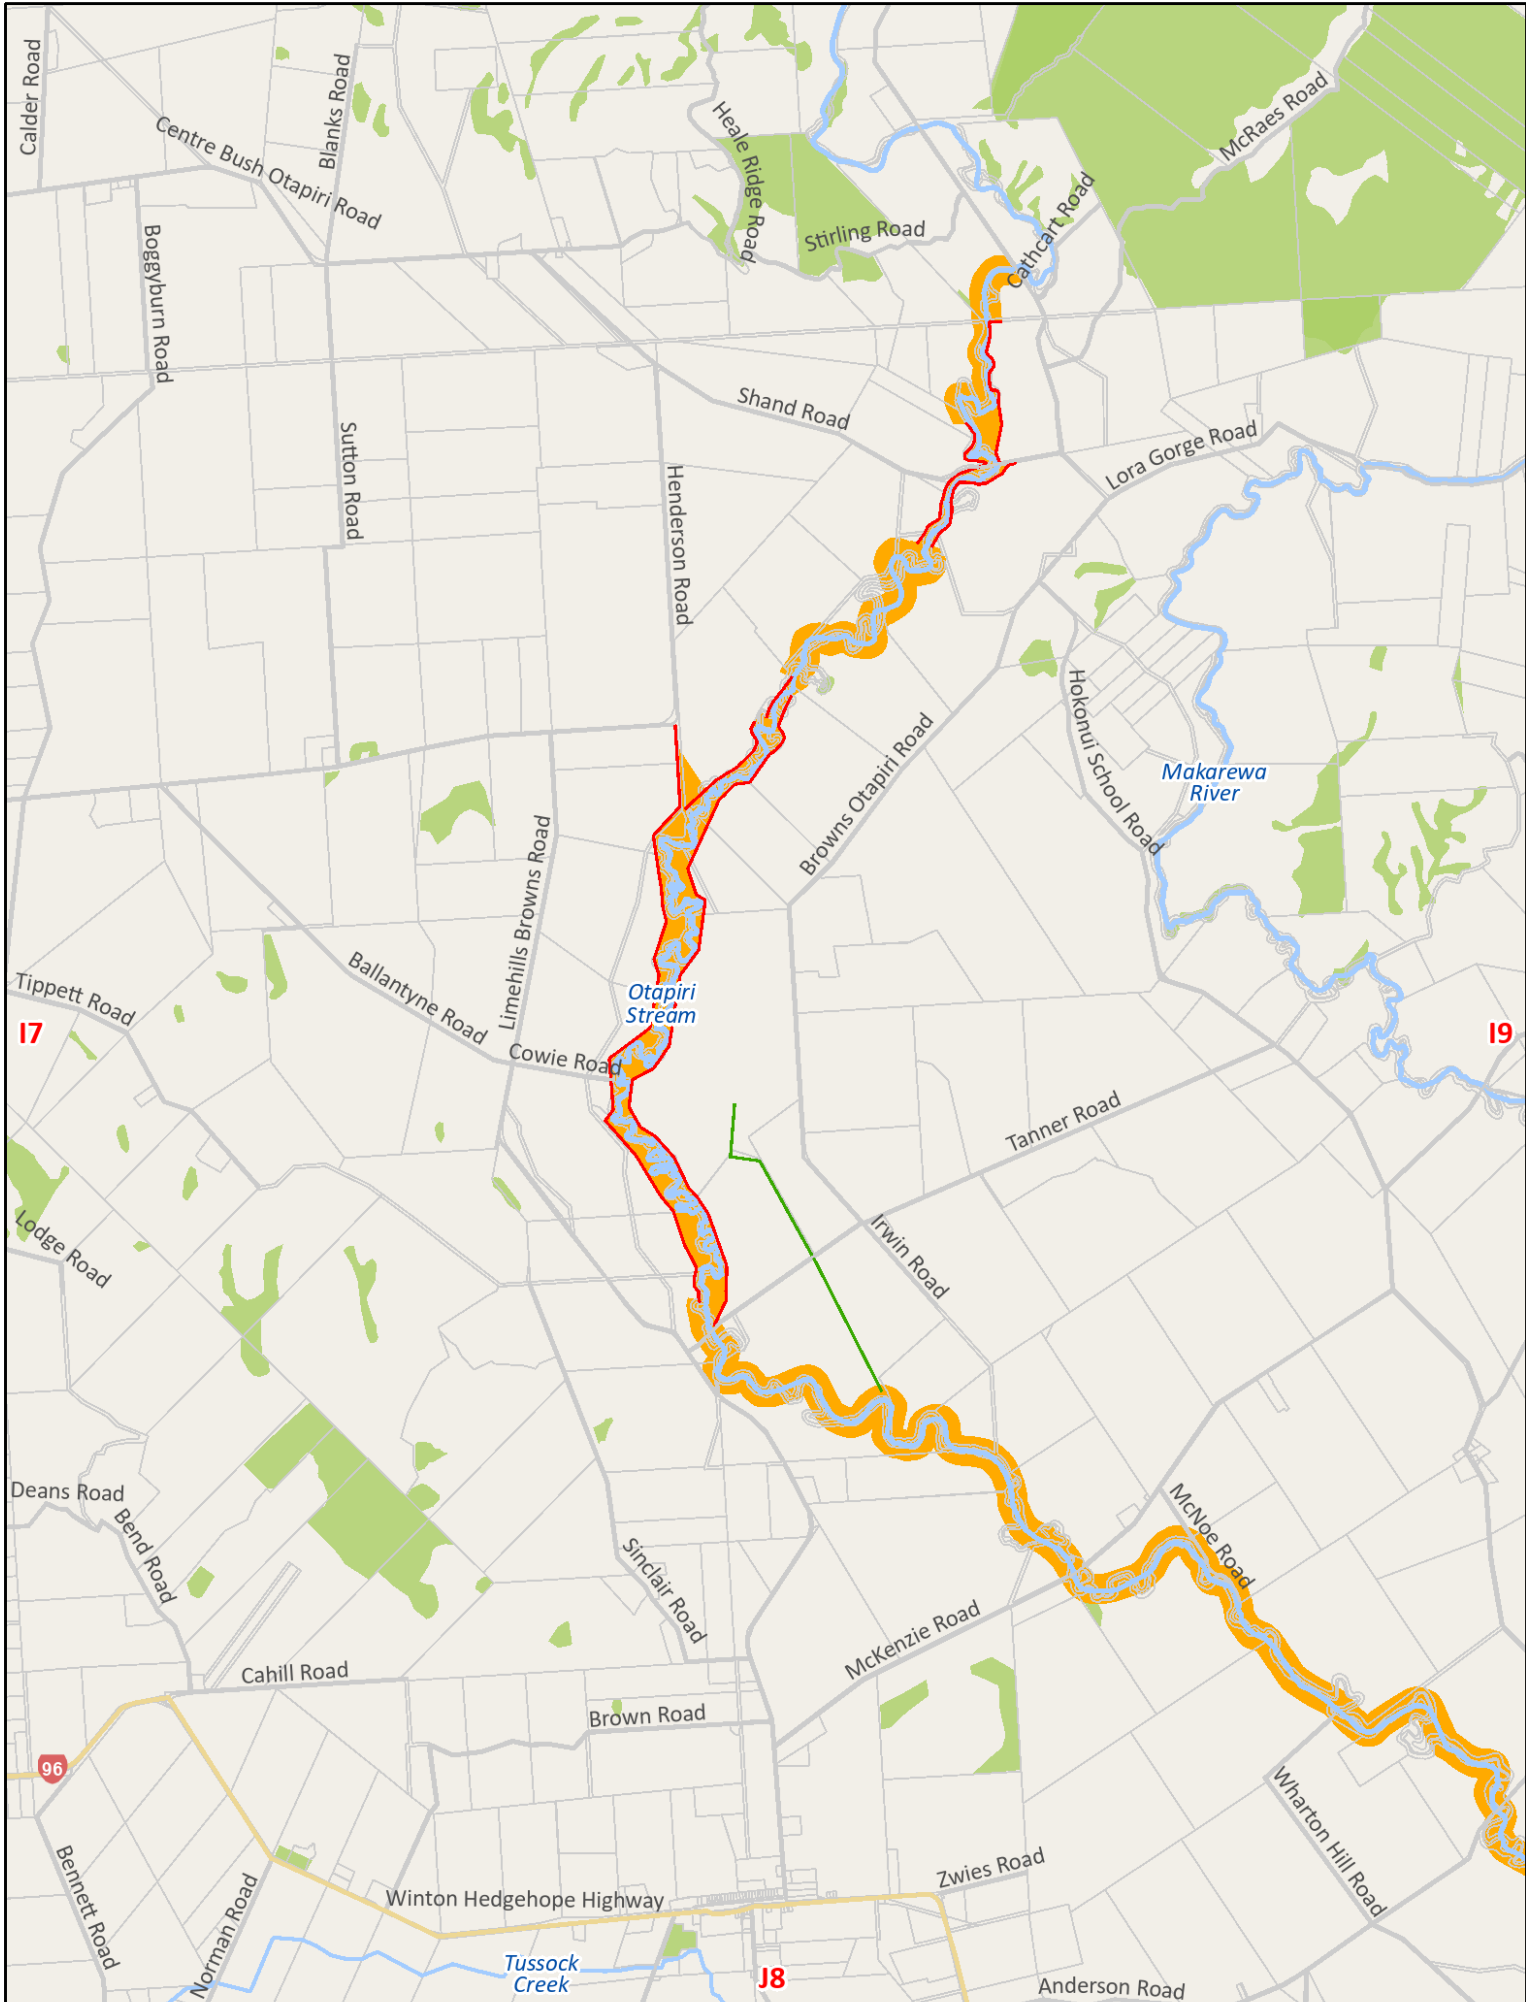 Calder Road
Blanks Road
Centre Bush Otapiri Road
Heale Ridge Road
McRaes Road
Cathcart Road
Stirling Road
Boggyburn Road
Shand Road
Sutton Road
Lora Gorge Road
Henderson Road
Hokonui School Road
Browns Otapiri Road
Makarewa
River
Limehills Browns Road
Ballantyne Road
Tippett Road
Otapiri
Stream
I7
I9
Cowie Road
Tanner Road
Lodge Road
Irwin Road
Deans Road
Bend Road
McNoe Road
Sinclair Road
McKenzie Road
Cahill Road
Brown Road
96
Wharton Hill Road
Bennett Road
Zwies Road
Norman Road
Winton Hedgehope Highway
Tussock
Creek
J8
Anderson Road